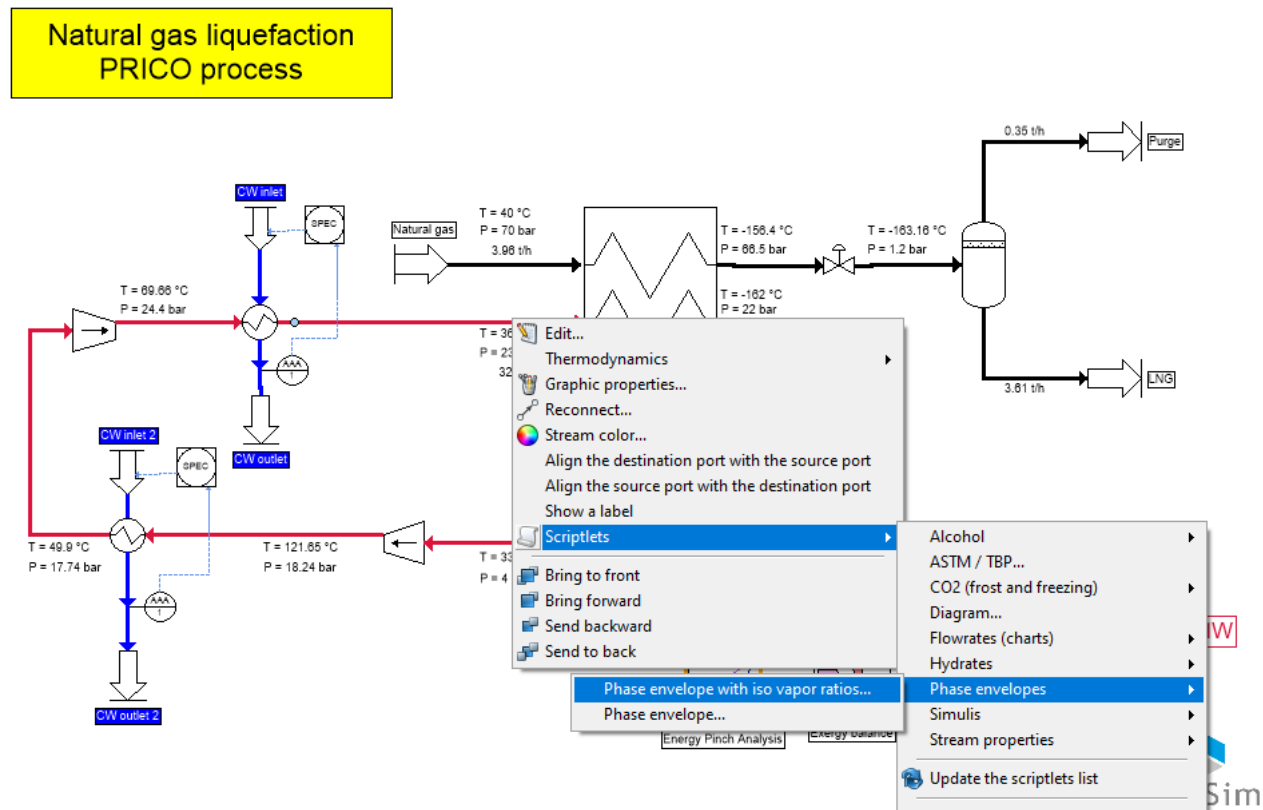 Natural gas liquefaction
PRICO process
0.35 t/h
Purge
CW inlet
SPEC
T = 40 °C
P = 70 bar
Natural gas
3.96 t/h
T = -156.4 °C
P = 66.5 bar
T = -163.16 °C
P = 1.2 bar
T = 69.66 °C
P = 24.4 bar
T = -162 °C
P = 22 bar
AAA
1
3.61 t/h
LNG
CW outlet
CW inlet 2
SPEC
T = 49.9 °C
P = 17.74 bar
T = 121.65 °C
P = 18.24 bar
AAA
1
CW outlet 2
T = 36
P = 23
32
T = 33
P = 4
Edit...
Thermodynamics
Graphic properties...
Reconnect...
Stream color...
Align the destination port with the source port
Align the source port with the destination port
Show a label
Scriptlets
Bring to front
Bring forward
Send backward
Send to back
Alcohol
ASTM / TBP...
CO2 (frost and freezing)
Diagram...
Flowrates (charts)
Hydrates
Phase envelopes
Simulis
Stream properties
Update the scriptlets list
Phase envelope with iso vapor ratios...
Phase envelope...
Energy Pinch Analysis
Exergy balance
Sim